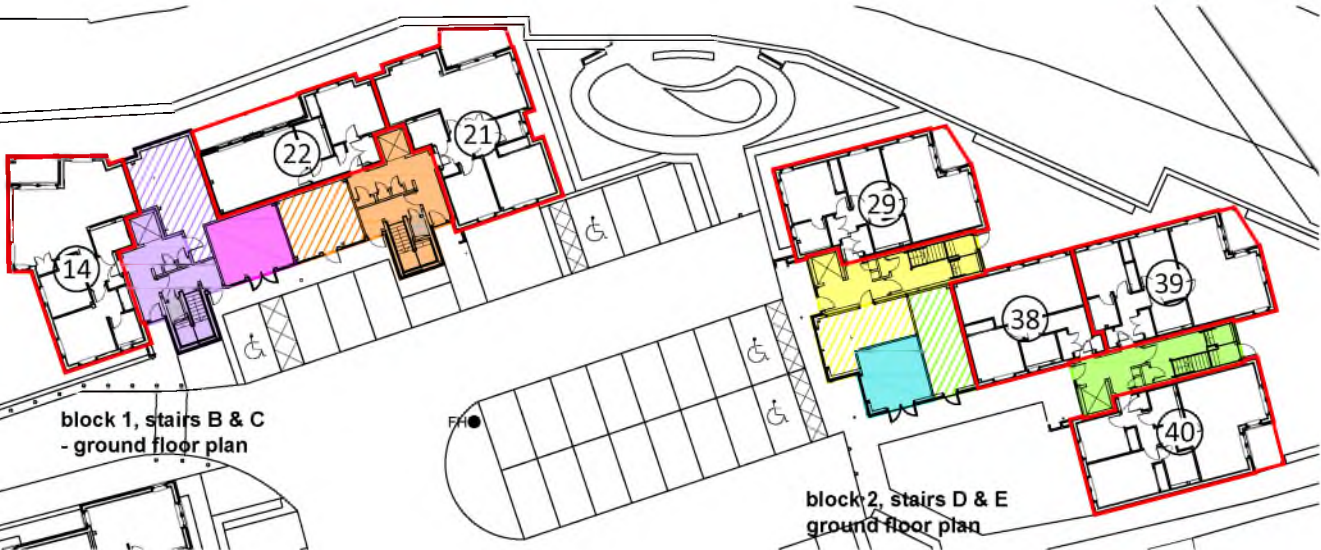 14
22
21
29
38
39
40
FH
block 1, stairs B & C
- ground floor plan
block 2, stairs D & E
ground floor plan